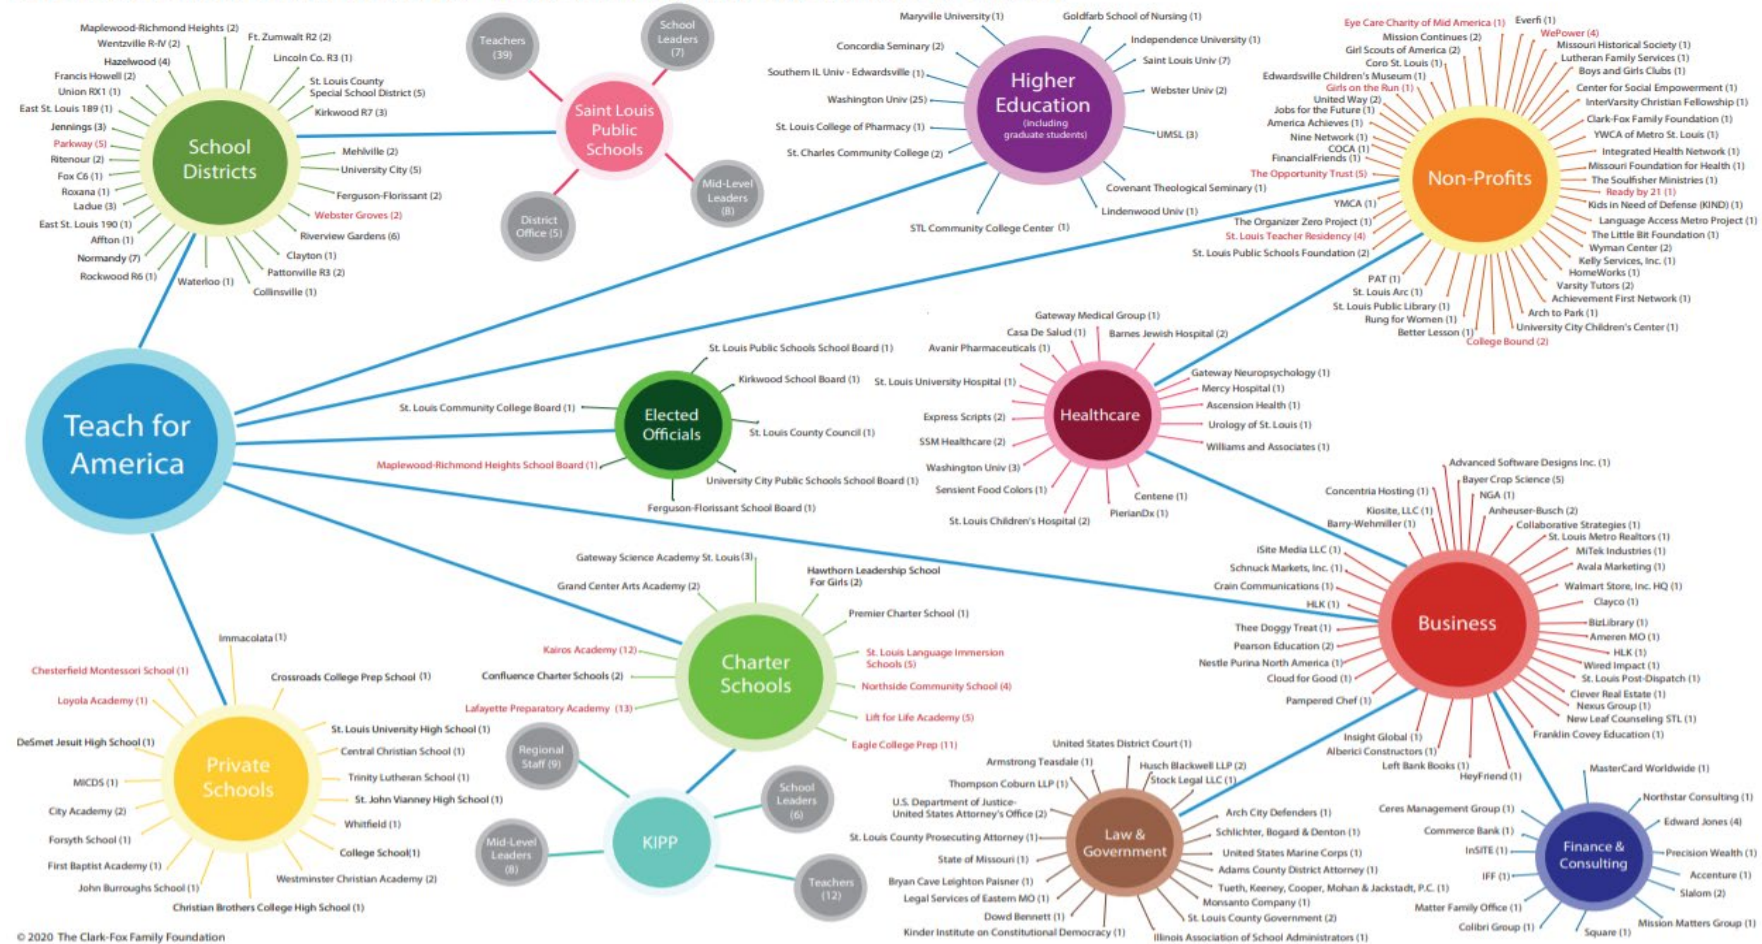 Maplewood-Richmond Heights (2)
Wentzville R-IV (2)
Hazelwood (4)
Francis Howell (2)
Union RX1 (1)
East St. Louis 189 (1)
Jennings (3)
Parkway (5)
Ritenour (2)
Fox C6 (1)
Roxana (1)
Ladue (3)
East St. Louis 190 (1)
Affton (1)
Normandy (7)
Rockwood R6 (1)
Waterloo (1)
Collinsville (1)
Pattonville R3 (2)
Clayton (1)
Riverview Gardens (6)
Webster Groves (2)
Ferguson-Florissant (2)
University City (5)
Mehlville (2)
Kirkwood R7 (3)
St. Louis County
Special School District (5)
Lincoln Co. R3 (1)
Ft. Zumwalt R2 (2)
School
Districts
Teachers
(39)
School
Leaders
(7)
Saint Louis
Public
Schools
Mid-Level
Leaders
(8)
District
Office (5)
Maryville University (1)
Concordia Seminary (2)
Southern IL Univ - Edwardsville (1)
Washington Univ (25)
St. Louis College of Pharmacy (1)
St. Charles Community College (2)
STL Community College Center (1)
Goldfarb School of Nursing (1)
Independence University (1)
Saint Louis Univ (7)
Webster Univ (2)
UMSL (3)
Covenant Theological Seminary (1)
Lindenwood Univ (1)
Higher
Education
(including
graduate students)
Eye Care Charity of Mid America (1)
Mission Continues (2)
Girl Scouts of America (2)
Coro St. Louis (1)
Edwardsville Children's Museum (1)
Girls on the Run (1)
United Way (2)
Jobs for the Future (1)
America Achieves (1)
Nine Network (1)
COCA (1)
FinancialFriends (1)
The Opportunity Trust (5)
YMCA (1)
The Organizer Zero Project (1)
St. Louis Teacher Residency (4)
St. Louis Public Schools Foundation (2)
PAT (1)
St. Louis Arc (1)
St. Louis Public Library (1)
Rung for Women (1)
Better Lesson (1)
College Bound (2)
Everfi (1)
WePower (4)
Missouri Historical Society (1)
Lutheran Family Services (1)
Boys and Girls Clubs (1)
Center for Social Empowerment (1)
InterVarsity Christian Fellowship (1)
Clark-Fox Family Foundation (1)
YWCA of Metro St. Louis (1)
Integrated Health Network (1)
Missouri Foundation for Health (1)
The Soulfisher Ministries (1)
Ready by 21 (1)
Kids in Need of Defense (KIND) (1)
Language Access Metro Project (1)
The Little Bit Foundation (1)
Wyman Center (2)
Kelly Services, Inc. (1)
HomeWorks (1)
Varsity Tutors (2)
Achievement First Network (1)
Arch to Park (1)
University City Children's Center (1)
Non-Profits
Teach for
America
St. Louis Public Schools School Board (1)
Kirkwood School Board (1)
St. Louis Community College Board (1)
St. Louis County Council (1)
Maplewood-Richmond Heights School Board (1)
University City Public Schools School Board (1)
Ferguson-Florissant School Board (1)
Elected
Officials
Gateway Medical Group (1)
Casa De Salud (1)
Barnes Jewish Hospital (2)
Avanir Pharmaceuticals (1)
St. Louis University Hospital (1)
Express Scripts (2)
SSM Healthcare (2)
Washington Univ (3)
Sensient Food Colors (1)
St. Louis Children's Hospital (2)
PierianDx (1)
Centene (1)
Gateway Neuropsychology (1)
Mercy Hospital (1)
Ascension Health (1)
Urology of St. Louis (1)
Williams and Associates (1)
Healthcare
Advanced Software Designs Inc. (1)
Bayer Crop Science (5)
Concentria Hosting (1)
NGA (1)
Kiosite, LLC (1)
Anheuser-Busch (2)
Barry-Wehmiller (1)
Collaborative Strategies (1)
St. Louis Metro Realtors (1)
iSite Media LLC (1)
MiTek Industries (1)
Schnuck Markets, Inc. (1)
Avala Marketing (1)
Crain Communications (1)
Walmart Store, Inc. HQ (1)
HLK (1)
Clayco (1)
Thee Doggy Treat (1)
BizLibrary (1)
Pearson Education (2)
Ameren MO (1)
HLK (1)
Nestle Purina North America (1)
Wired Impact (1)
Cloud for Good (1)
St. Louis Post-Dispatch (1)
Pampered Chef (1)
Clever Real Estate (1)
Nexus Group (1)
New Leaf Counseling STL (1)
Franklin Covey Education (1)
Insight Global (1)
Alberici Constructors (1)
Left Bank Books (1)
HeyFriend (1)
Business
Gateway Science Academy St. Louis (3)
Grand Center Arts Academy (2)
Hawthorn Leadership School
For Girls (2)
Premier Charter School (1)
Kairos Academy (12)
St. Louis Language Immersion
Schools (5)
Confluence Charter Schools (2)
Northside Community School (4)
Lafayette Preparatory Academy (13)
Lift for Life Academy (5)
Eagle College Prep (11)
Charter
Schools
Immacolata (1)
Chesterfield Montessori School (1)
Crossroads College Prep School (1)
Loyola Academy (1)
St. Louis University High School (1)
DeSmet Jesuit High School (1)
Central Christian School (1)
MICDS (1)
Trinity Lutheran School (1)
City Academy (2)
St. John Vianney High School (1)
Forsyth School (1)
Whitfield (1)
First Baptist Academy (1)
College School(1)
John Burroughs School (1)
Westminster Christian Academy (2)
Christian Brothers College High School (1)
Private
Schools
Regional
Staff (9)
School
Leaders
(6)
Mid-Level
Leaders
(8)
Teachers
(12)
KIPP
United States District Court (1)
Armstrong Teasdale (1)
Husch Blackwell LLP (2)
Thompson Coburn LLP (1)
Stock Legal LLC (1)
U.S. Department of Justice-
United States Attorney's Office (2)
Arch City Defenders (1)
St. Louis County Prosecuting Attorney (1)
Schlichter, Bogard & Denton (1)
State of Missouri (1)
United States Marine Corps (1)
Bryan Cave Leighton Paisner (1)
Adams County District Attorney (1)
Legal Services of Eastern MO (1)
Tueth, Keeney, Cooper, Mohan & Jackstadt, P.C. (1)
Monsanto Company (1)
Dowd Bennett (1)
St. Louis County Government (2)
Kinder Institute on Constitutional Democracy (1)
Illinois Association of School Administrators (1)
Law &
Government
MasterCard Worldwide (1)
Ceres Management Group (1)
Northstar Consulting (1)
Commerce Bank (1)
Edward Jones (4)
InSITE (1)
Precision Wealth (1)
IFF (1)
Accenture (1)
Matter Family Office (1)
Slalom (2)
Colibri Group (1)
Mission Matters Group (1)
Square (1)
Finance &
Consulting
© 2020 The Clark-Fox Family Foundation